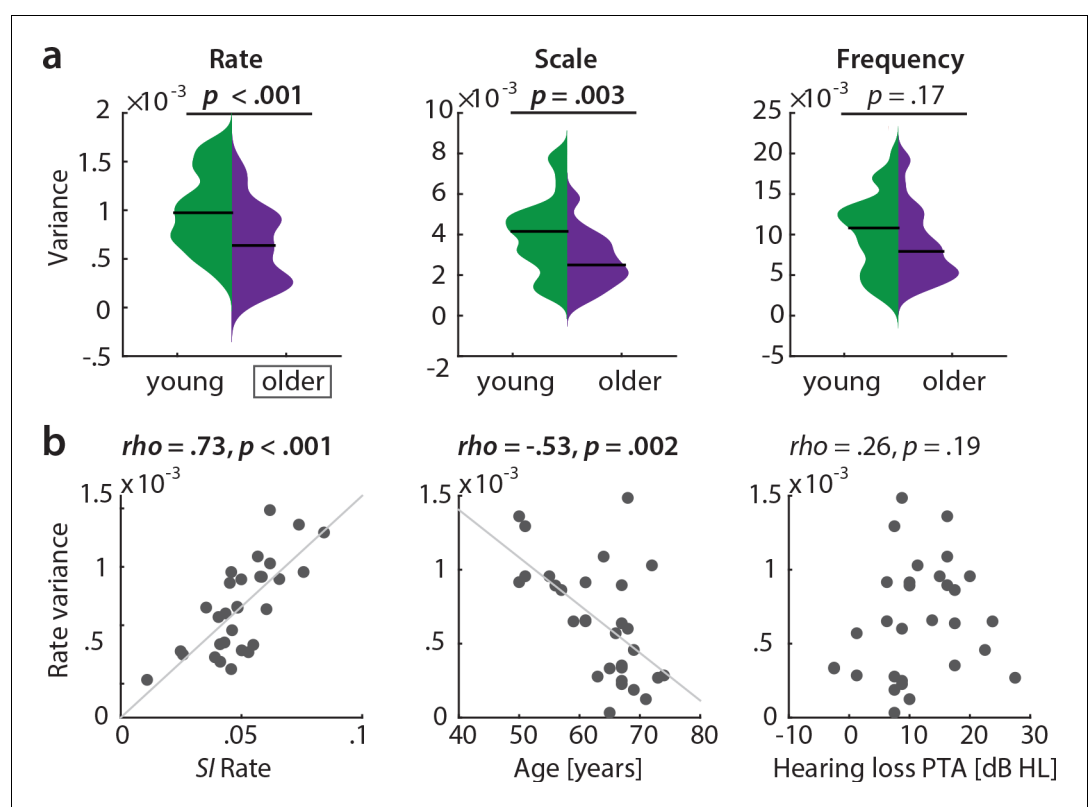 a
Rate
Scale
Frequency
×10-3
p < .001
×10-3
p = .003
×10-3
p = .17
Variance
2
1.5
1
.5
0
-.5
10
8
6
4
2
0
-2
25
20
15
10
5
0
-5
young
older
young
older
young
older
b
rho = .73, p < .001
rho = -.53, p = .002
rho = .26, p = .19
x10-3
x10-3
x10-3
Rate variance
1.5
1
.5
0
1.5
1
.5
0
1.5
1
.5
0
0 .05 .1
40 50 60 70 80
-10 0 10 20 30
SI Rate
Age [years]
Hearing loss PTA [dB HL]